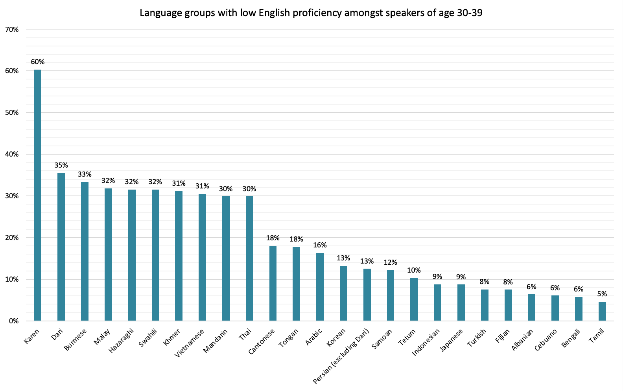 Language groups with low English proficiency amongst speakers of age 30-39
70%
60%
50%
40%
30%
20%
10%
0%
60%
35%
33%
32%
32%
32%
31%
31%
30%
30%
18%
18%
16%
13%
13%
12%
10%
9%
9%
8%
8%
6%
6%
6%
5%
Karen
Dari
Burmese
Malay
Hazaraghi
Swahili
Khmer
Vietnamese
Mandarin
Thai
Cantonese
Tongan
Arabic
Korean
Persian (excluding Dari)
Samoan
Tetum
Indonesian
Japanese
Turkish
Fijian
Albanian
Cebuano
Bengali
Tamil